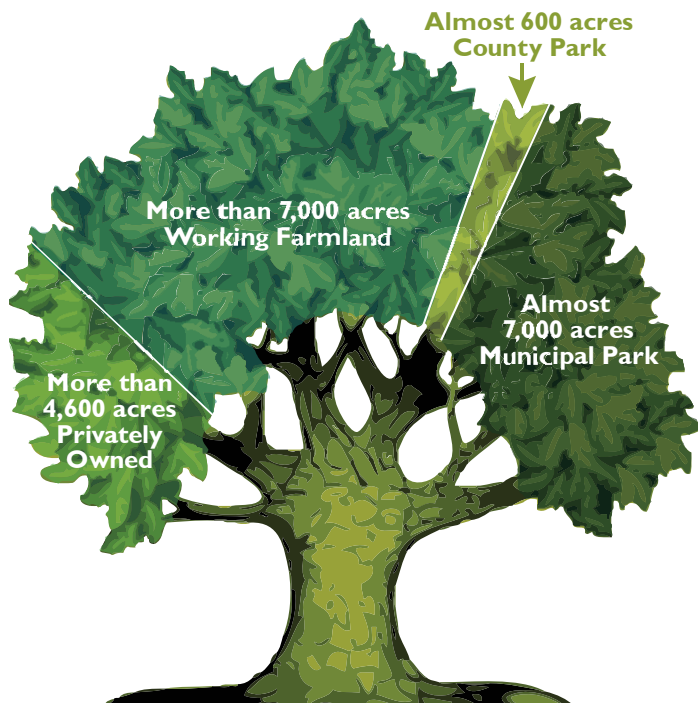 Almost 600 acres
County Park
More than 7,000 acres
Working Farmland
Almost
7,000 acres
Municipal Park
More than
4,600 acres
Privately
Owned